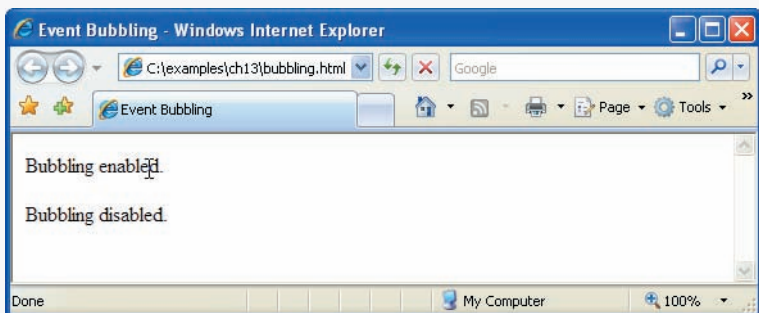 Event Bubbling - Windows Internet Explorer
C:\examples\ch13\bubbling.html Google
Event Bubbling Page Tools »
Bubbling enabled.
Bubbling disabled.
Done My Computer 100%